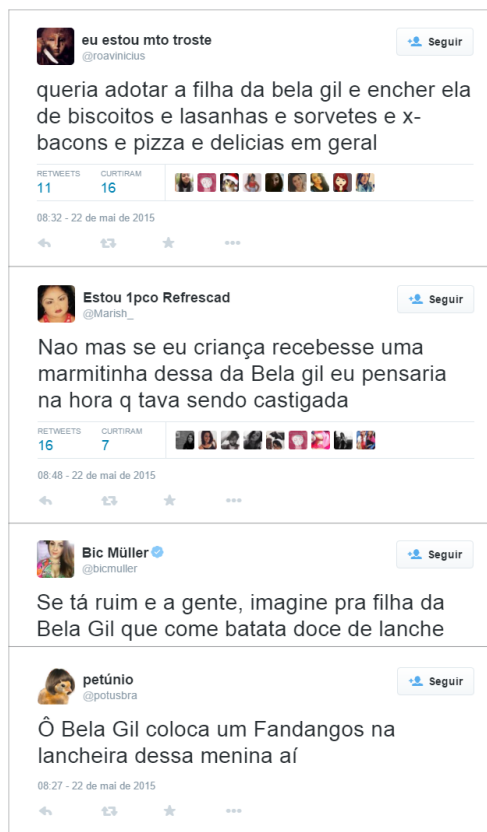 eu estou mto troste
Seguir
@roavinicius
queria adotar a filha da bela gil e encher ela
de biscoitos e lasanhas e sorvetes e x-
bacons e pizza e delicias em geral
RETWEETS CURTIRAM
11 16
08:32 - 22 de mai de 2015
Estou 1pco Refrescad
Seguir
@Marish_
Nao mas se eu criança recebesse uma
marmitinha dessa da Bela gil eu pensaria
na hora q tava sendo castigada
RETWEETS CURTIRAM
16 7
08:48 - 22 de mai de 2015
Bic Müller
Seguir
@bicmuller
Se tá ruim e a gente, imagine pra filha da
Bela Gil que come batata doce de lanche
petúnio
Seguir
@potusbra
Ô Bela Gil coloca um Fandangos na
lancheira dessa menina aí
08:27 - 22 de mai de 2015